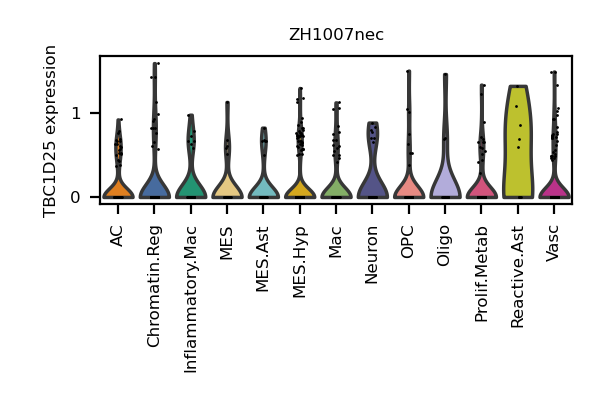 ZH1007nec
TBC1D25 expression
1
0
AC
Chromatin.Reg
Inflammatory.Mac
MES
MES.Ast
MES.Hyp
Mac
Neuron
OPC
Oligo
Prolif.Metab
Reactive.Ast
Vasc